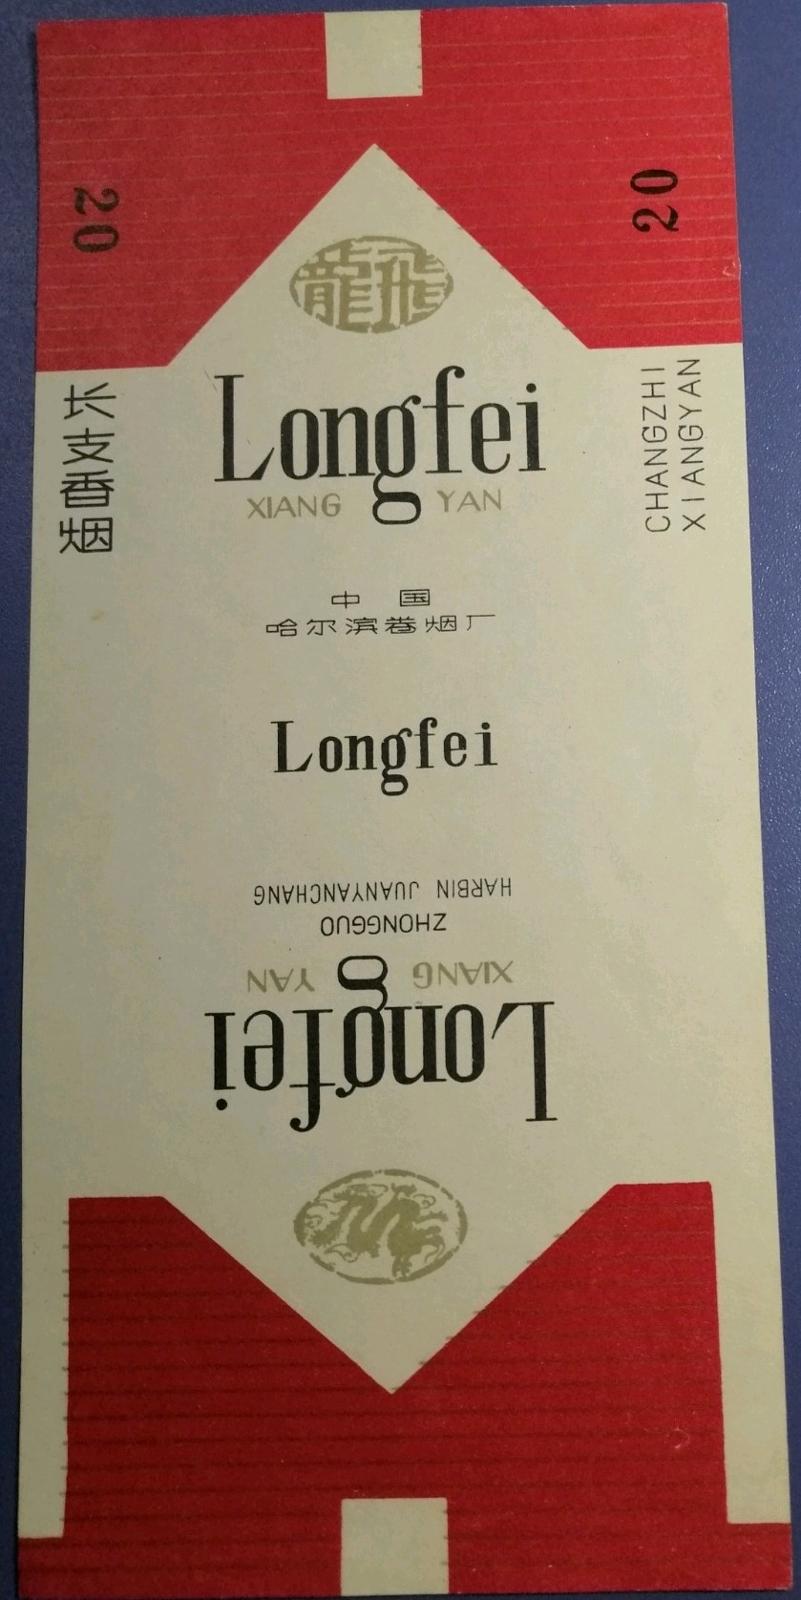 20
20
龍飛
Longfei
XIANG YAN
长支香烟
CHANGZHI
XIANGYAN
中国
哈尔滨卷烟厂
Longfei
HARBIN JUANYANCHANG
ZHONGGUO
XIANG YAN
Longfei